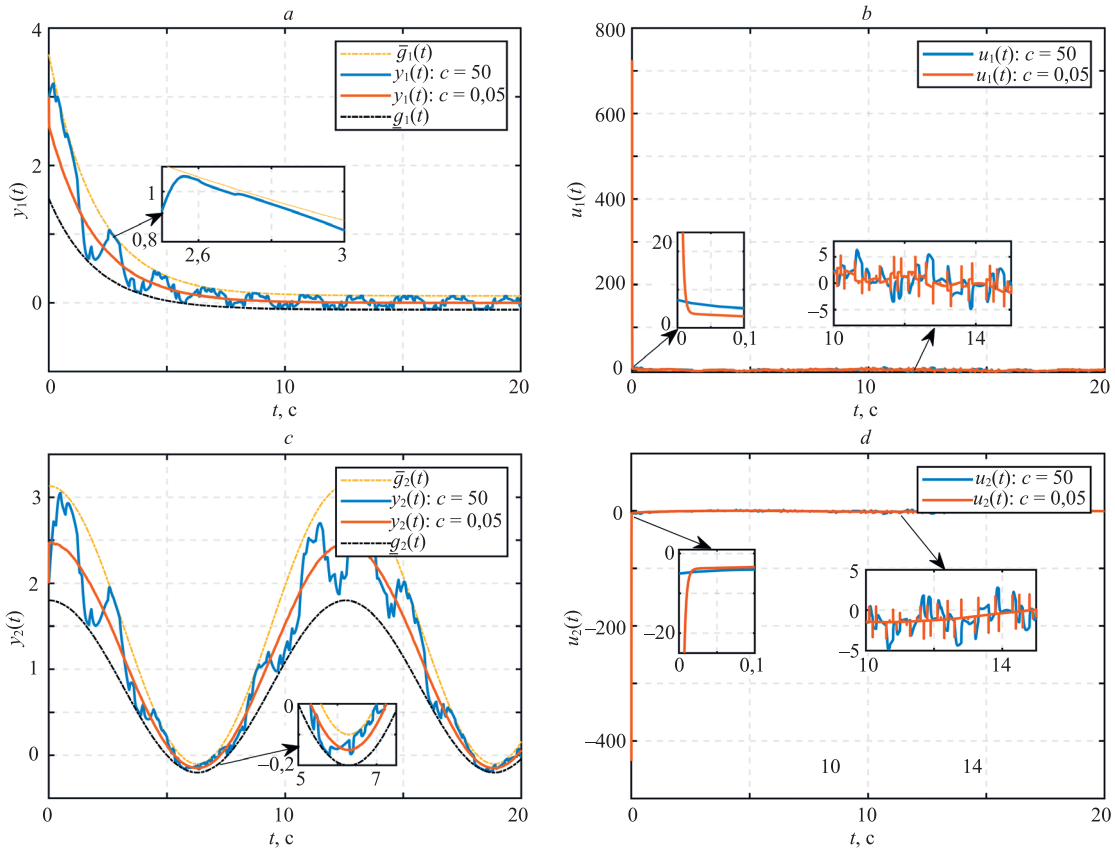 a
4
2
0
0
10
20
y₁(t)
t, c
g̅₁(t)
y₁(t): c = 50
y₁(t): c = 0,05
g̲₁(t)
1
0,8
2,6
3
b
800
600
400
200
0
0
10
20
u₁(t)
t, c
u₁(t): c = 50
u₁(t): c = 0,05
20
0
0
0,1
5
0
−5
10
14
c
3
2
1
0
0
10
20
y₂(t)
t, c
g̅₂(t)
y₂(t): c = 50
y₂(t): c = 0,05
g̲₂(t)
0
−0,2
5
7
d
0
−200
−400
0
10
20
u₂(t)
t, c
u₂(t): c = 50
u₂(t): c = 0,05
0
−20
0
0,1
5
0
−5
10
14
10
14